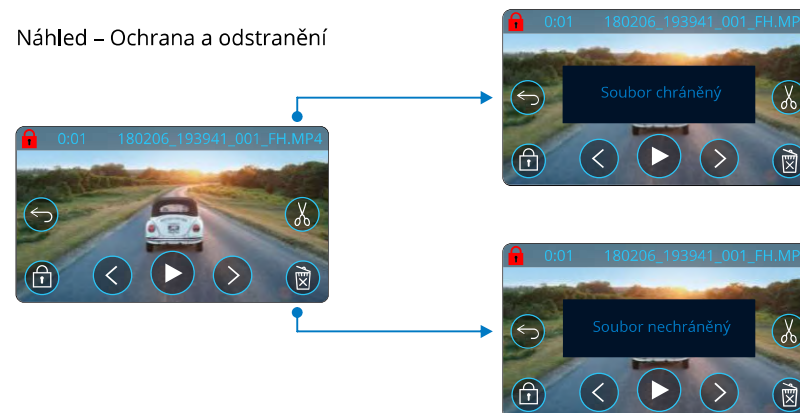 Náhled – Ochrana a odstranění
0:01 180206_193941_001_FH.MP4
0:01 180206_193941_001_FH.MP
Soubor chráněný
0:01 180206_193941_001_FH.MP
Soubor nechráněný